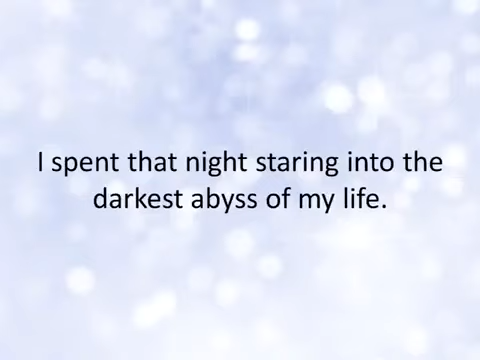 I spent that night staring into the
darkest abyss of my life.